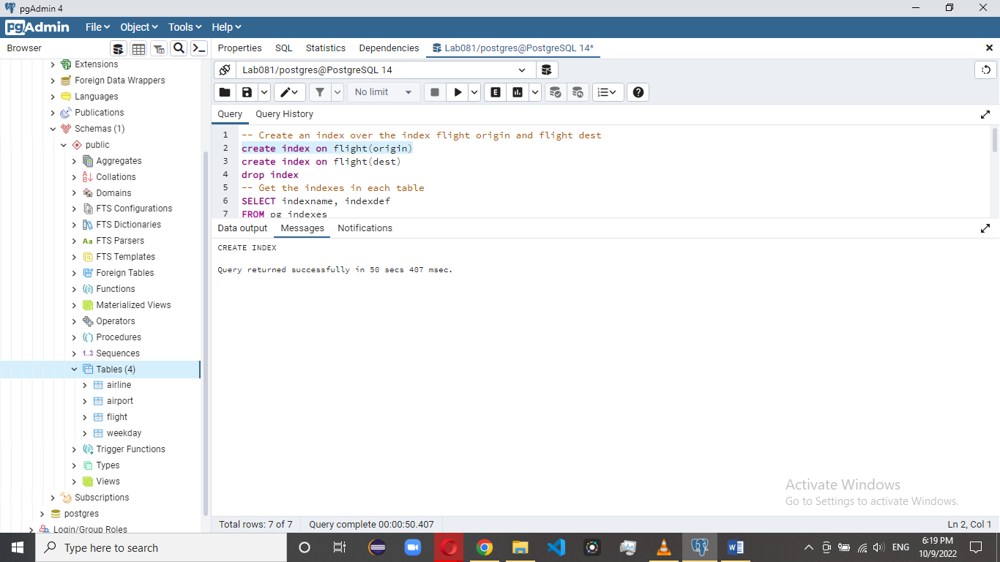 pgAdmin 4
pgAdmin File Object Tools Help
Browser
Properties SQL Statistics Dependencies Lab081/postgres@PostgreSQL 14*
Extensions
Foreign Data Wrappers
Languages
Publications
Schemas (1)
public
Aggregates
Collations
Domains
FTS Configurations
FTS Dictionaries
Aa FTS Parsers
FTS Templates
Foreign Tables
Functions
Materialized Views
Operators
Procedures
1..3 Sequences
Tables (4)
airline
airport
flight
weekday
Trigger Functions
Types
Views
Subscriptions
postgres
Login/Group Roles
Lab081/postgres@PostgreSQL 14
No limit
E
Query Query History
1 -- Create an index over the index flight origin and flight dest
2 create index on flight(origin)
3 create index on flight(dest)
4 drop index
5 -- Get the indexes in each table
6 SELECT indexname, indexdef
7 FROM pg_indexes
Data output Messages Notifications
CREATE INDEX
Query returned successfully in 50 secs 407 msec.
Activate Windows
Go to Settings to activate Windows.
Total rows: 7 of 7 Query complete 00:00:50.407 Ln 2, Col 1
Type here to search
ENG
6:19 PM
10/9/2022